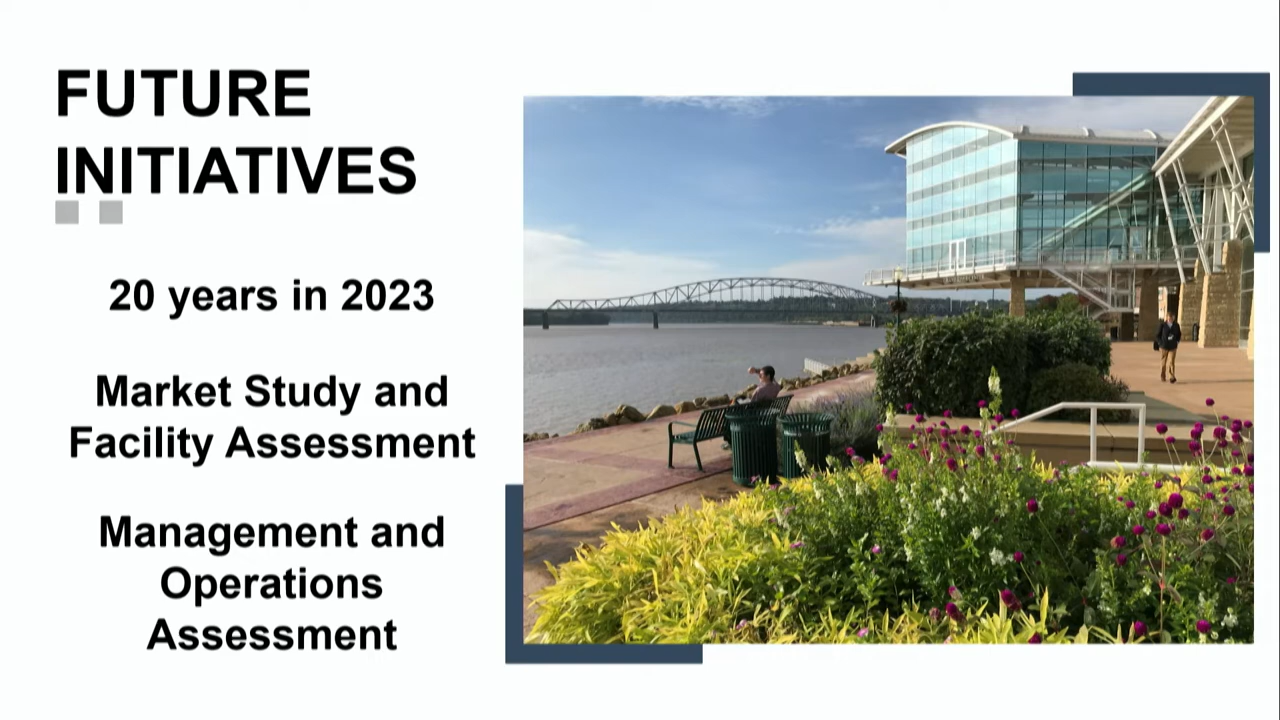 FUTURE
INITIATIVES
20 years in 2023
Market Study and
Facility Assessment
Management and
Operations
Assessment